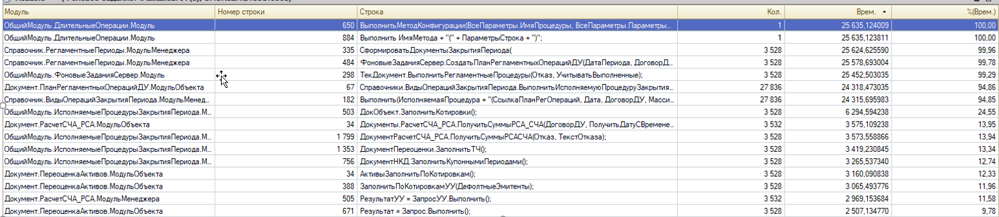 Модуль Номер строки Строка Кол. Врем. %(Врем.)
ОбщийМодуль.ДлительныеОперации.Модуль 650 ВыполнитьМетодКонфигурации(ВсеПараметры.ИмяПроцедуры, ВсеПараметры.Параметры... 1 25 635,124009 100,00
ОбщийМодуль.ДлительныеОперации.Модуль 884 Выполнить ИмяМетода + "(" + ПараметрыСтрока + ")"; 1 25 635,123811 100,00
Справочник.РегламентныеПериоды.МодульМенеджера 335 СформироватьДокументыЗакрытияПериода( 3 528 25 624,625590 99,96
Справочник.РегламентныеПериоды.МодульМенеджера 484 ФоновыеЗаданияСервер.СоздатьПланРегламентныхОперацийДУ(ДатаПериода, ДоговорД... 3 528 25 578,693004 99,78
ОбщийМодуль.ФоновыеЗаданияСервер.Модуль 298 ТекДокумент.ВыполнитьРегламентныеПроцедуры(Отказ, УчитыватьВыполненные); 3 528 25 452,503035 99,29
Документ.ПланРегламентныхОперацийДУ.МодульОбъекта 67 Справочники.ВидыОперацийЗакрытияПериода.ВыполнитьИсполняемуюПроцедуруЗакрытия... 27 836 24 318,473035 94,86
Справочник.ВидыОперацийЗакрытияПериода.МодульМенед... 182 Выполнить(ИсполняемаяПроцедура + "(СсылкаПланРегОпераций, Дата, ДоговорДУ, Масси... 27 836 24 315,695983 94,85
ОбщийМодуль.ИсполняемыеПроцедурыЗакрытияПериода.М... 503 ДокОбъект.ЗаполнитьКотировки(); 3 528 6 294,594238 24,55
Документ.РасчетСЧА_РСА.МодульОбъекта 34 Документы.РасчетСЧА_РСА.ПолучитьСуммыРСА_СЧА(ДоговорДУ, ПолучитьДатуСВремене... 3 532 3 575,109238 13,95
ОбщийМодуль.ИсполняемыеПроцедурыЗакрытияПериода.М... 1 799 ДокументРасчетСЧА_РСА.ПолучитьСуммыРСАСЧА(Отказ, ТекстОтказа); 3 528 3 573,558866 13,94
ОбщийМодуль.ИсполняемыеПроцедурыЗакрытияПериода.М... 1 353 ДокументПереоценки.ЗаполнитьТЧ(); 3 528 3 419,230845 13,34
ОбщийМодуль.ИсполняемыеПроцедурыЗакрытияПериода.М... 756 ДокументНКД.ЗаполнитьКупоннымиПериодами(); 3 528 3 265,537340 12,74
Документ.ПереоценкаАктивов.МодульОбъекта 34 АктивыЗаполнитьПоКотировкам(); 3 528 3 160,090838 12,33
Документ.ПереоценкаАктивов.МодульОбъекта 388 ЗаполнитьПоКотировкамУУ(ДефолтныеЭмитенты); 3 528 3 065,493776 11,96
Документ.РасчетСЧА_РСА.МодульМенеджера 505 РезультатУУ = ЗапросУУ.Выполнить(); 3 532 2 969,153684 11,58
Документ.ПереоценкаАктивов.МодульОбъекта 671 Результат = Запрос.Выполнить(); 3 528 2 507,134770 9,78